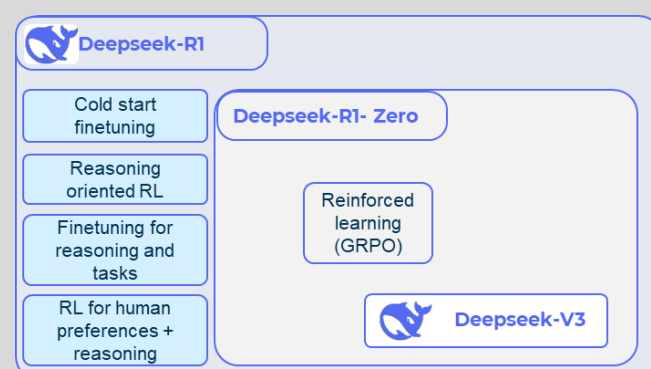 Deepseek-R1
Cold start
finetuning
Reasoning
oriented RL
Finetuning for
reasoning and
tasks
RL for human
preferences +
reasoning
Deepseek-R1- Zero
Reinforced
learning
(GRPO)
Deepseek-V3